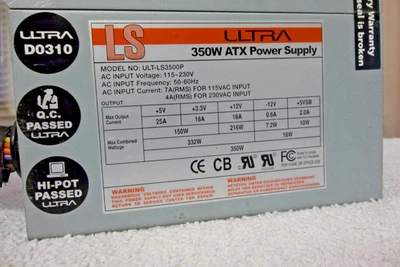 ULTRA
D0310
Q.C.
PASSED
ULTRA
HI-POT
PASSED
ULTRA
LS
ULTRA
350W ATX Power Supply
MODEL NO: ULT-LS3500P
AC INPUT Voltage: 115-230V
AC INPUT Frequency: 50-60Hz
AC INPUT Current: 7A(RMS) FOR 115VAC INPUT
4A(RMS) FOR 230VAC INPUT
OUTPUT +5V +3.3V +12V -12V +5VSB
Max Output Current 25A 18A 18A 0.6A 2.0A
Max Combined Wattage 150W 216W 7.2W 10W
332W 18W
350W
CE CB FC
WARNING WARNING WARNING WARNING
Warranty
seal is broken